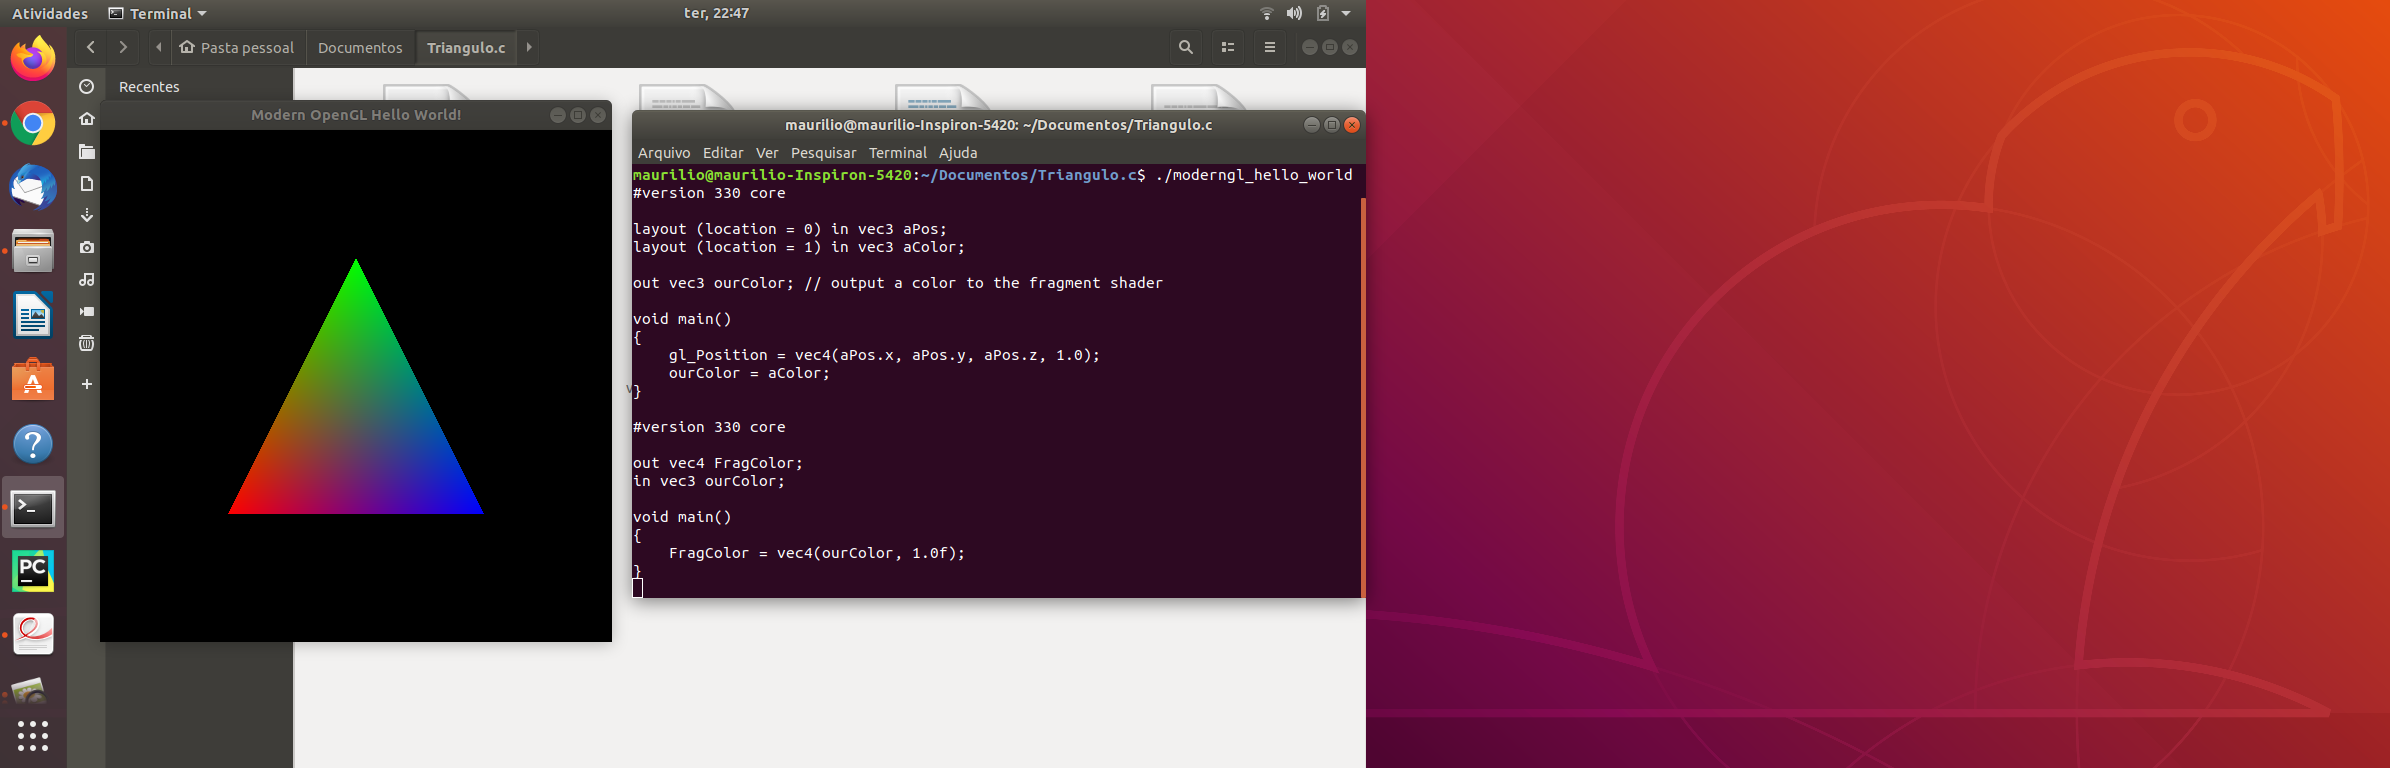 Atividades Terminal ter, 22:47
Pasta pessoal Documentos Triangulo.c
Recentes
Modern OpenGL Hello World!
maurilio@maurilio-Inspiron-5420: ~/Documentos/Triangulo.c
Arquivo Editar Ver Pesquisar Terminal Ajuda
maurilio@maurilio-Inspiron-5420:~/Documentos/Triangulo.c$ ./moderngl_hello_world
#version 330 core
layout (location = 0) in vec3 aPos;
layout (location = 1) in vec3 aColor;
out vec3 ourColor; // output a color to the fragment shader
void main()
{
    gl_Position = vec4(aPos.x, aPos.y, aPos.z, 1.0);
    ourColor = aColor;
}
#version 330 core
out vec4 FragColor;
in vec3 ourColor;
void main()
{
    FragColor = vec4(ourColor, 1.0f);
}
PC